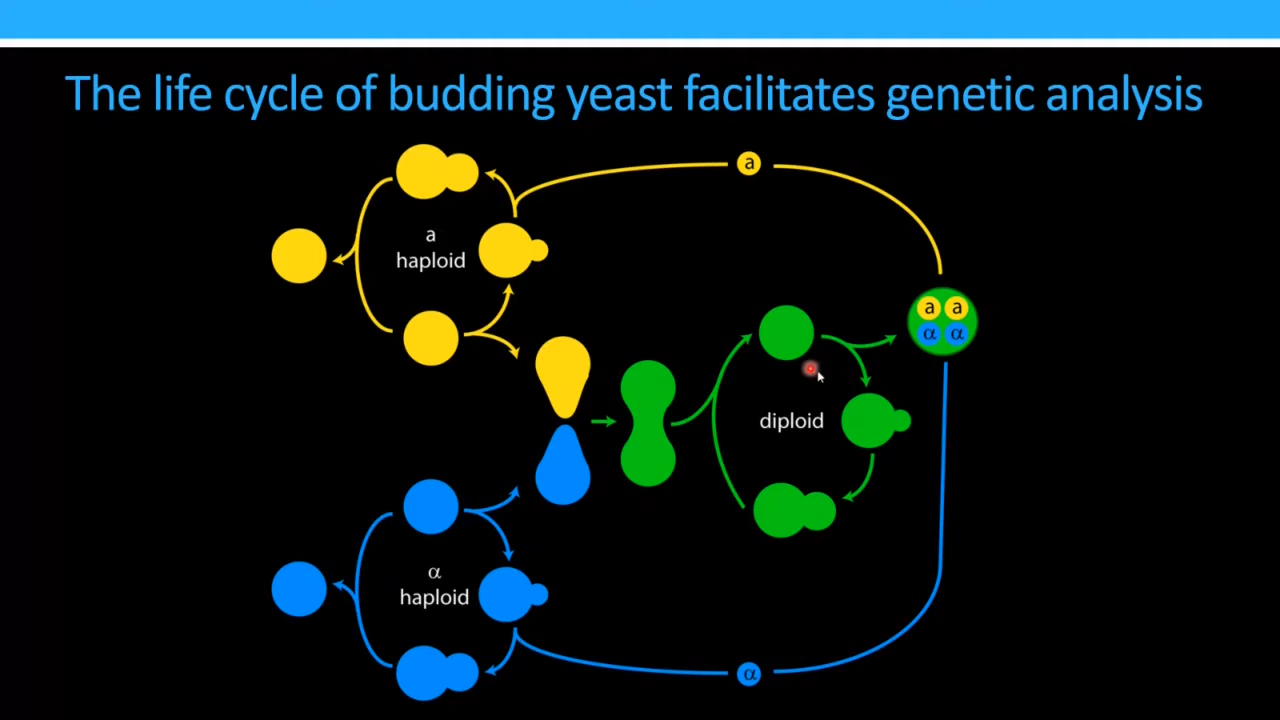 The life cycle of budding yeast facilitates genetic analysis
a
a
haploid
a a
α α
diploid
α
haploid
α